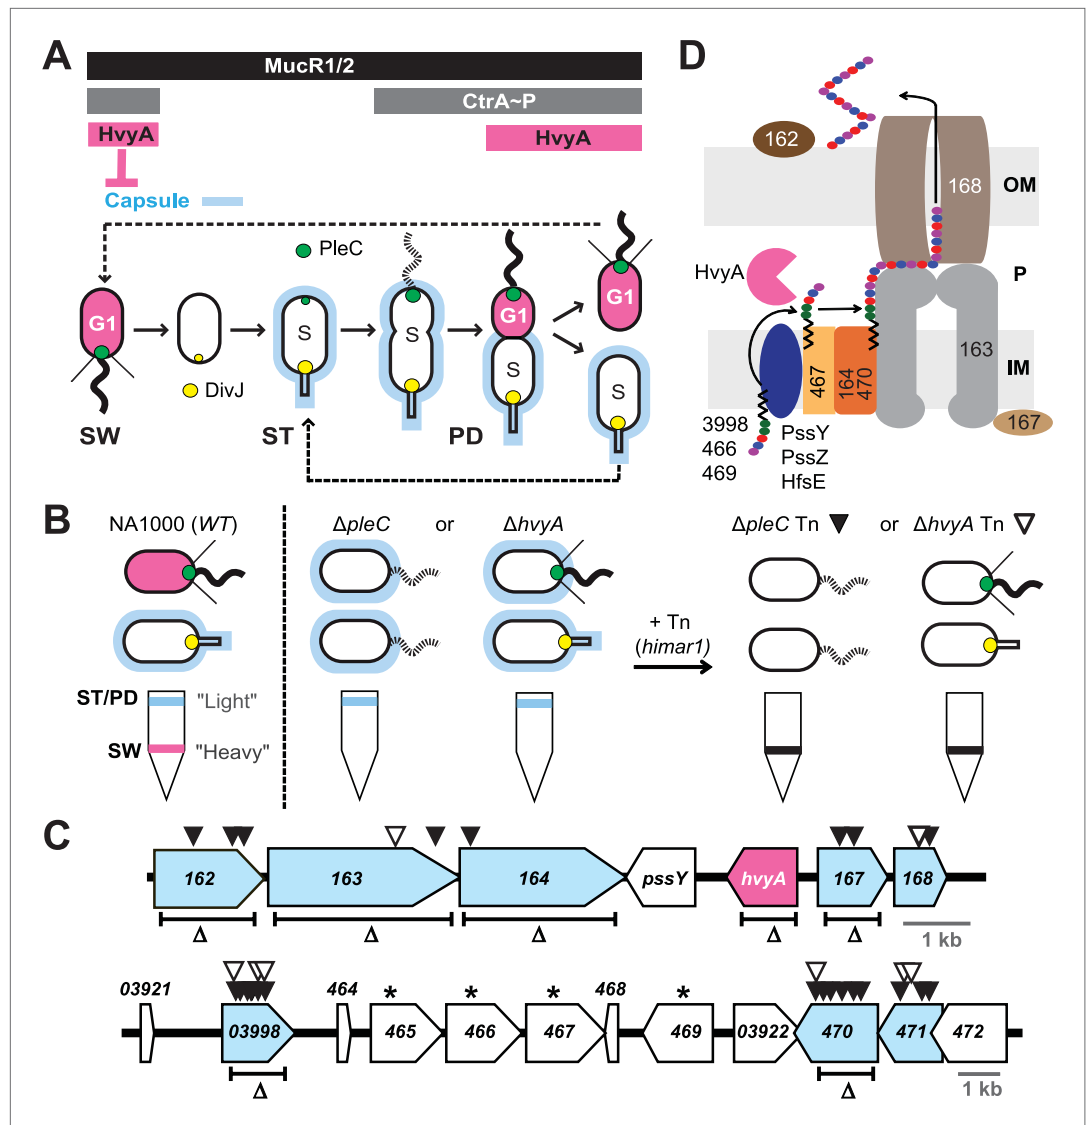 A
MucR1/2
CtrA~P
HvyA
HvyA
Capsule
PleC
G1
S
S
G1
S
G1
S
DivJ
SW
ST
PD
D
162
168
OM
HvyA
P
467
164
470
163
IM
167
3998
466
469
PssY
PssZ
HfsE
B
NA1000 (WT)
ΔpleC or ΔhvyA
ΔpleC Tn ▼ or ΔhvyA Tn ▽
+ Tn
(himar1)
ST/PD
"Light"
SW
"Heavy"
C
162
163
164
pssY
hvyA
167
168
Δ
Δ
Δ
Δ
Δ
1 kb
03921
464
* * *
468
*
03998
465
466
467
469
03922
470
471
472
Δ
Δ
1 kb